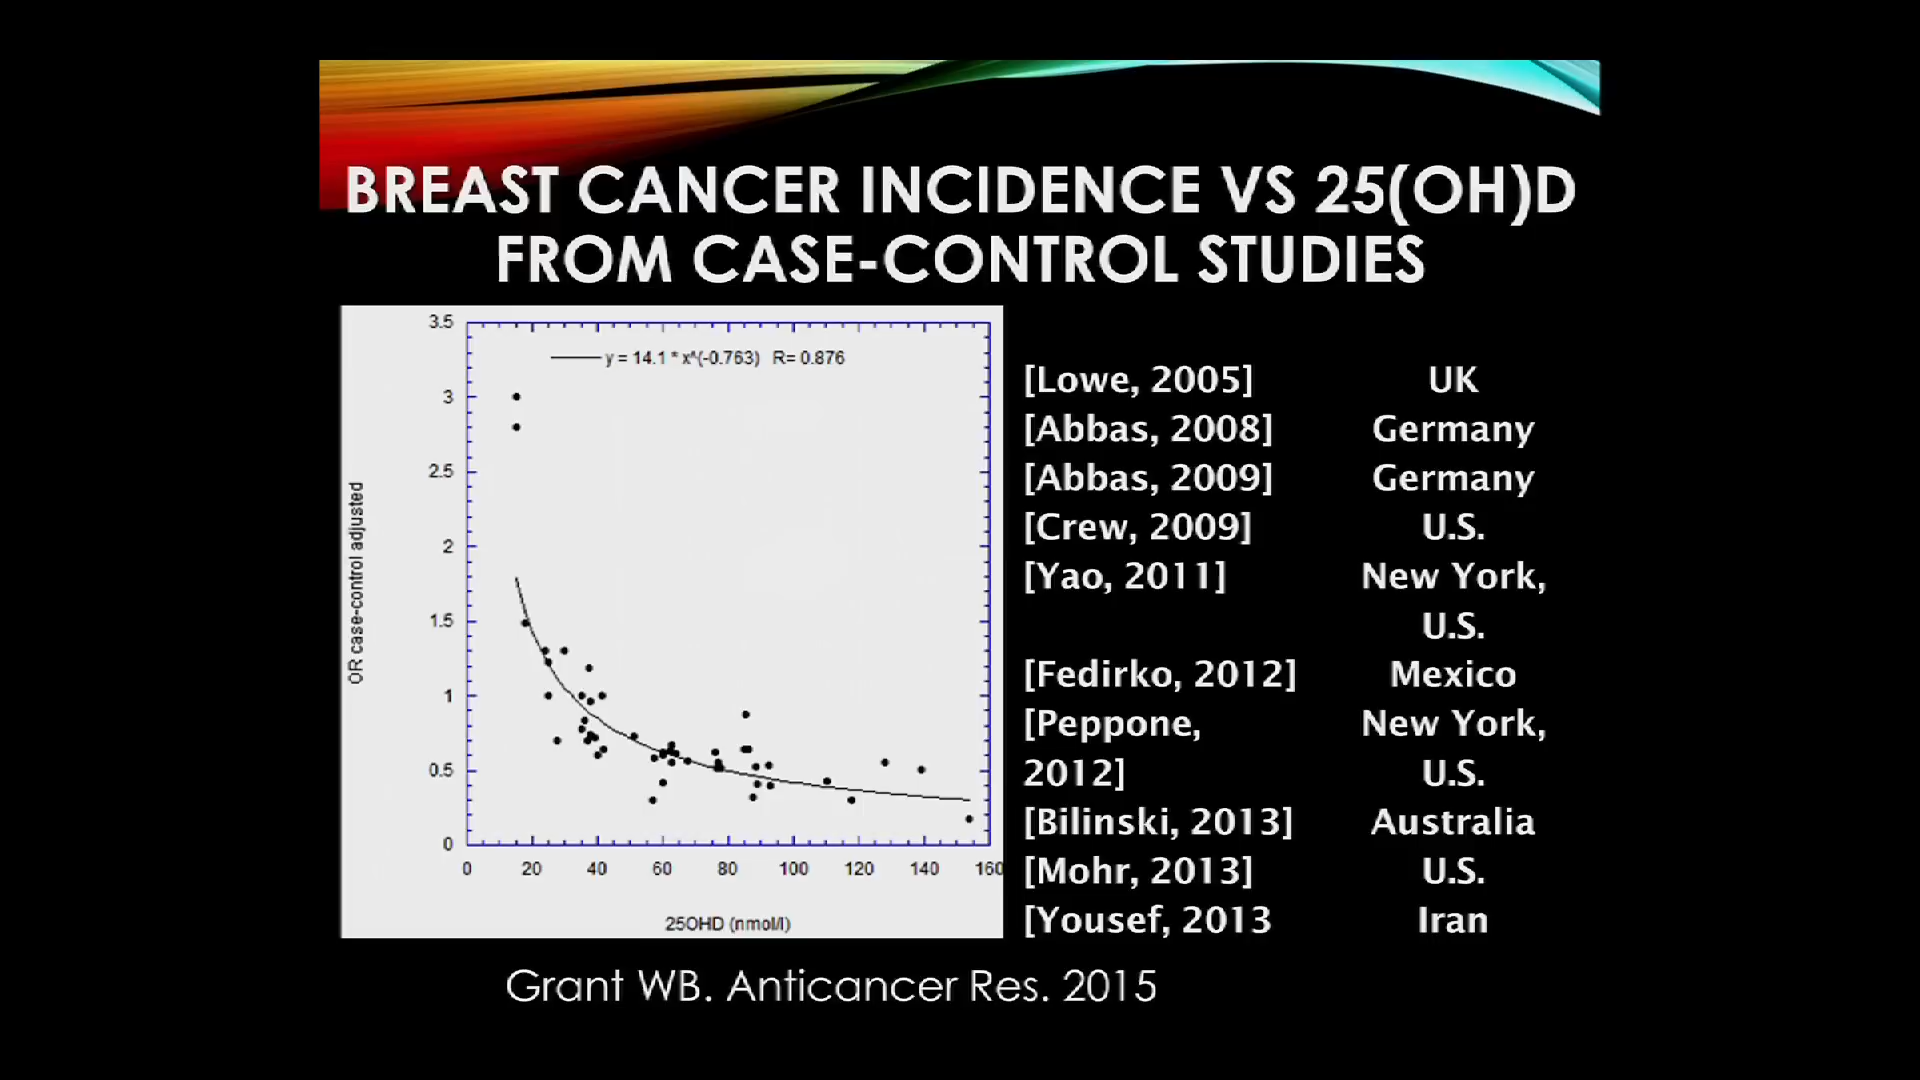 BREAST CANCER INCIDENCE VS 25(OH)D
FROM CASE-CONTROL STUDIES
y = 14.1 * x^(-0.763) R= 0.876
3.5
3
2.5
2
1.5
1
0.5
0
OR case-control adjusted
0 20 40 60 80 100 120 140 160
25OHD (nmol/l)
[Lowe, 2005] UK
[Abbas, 2008] Germany
[Abbas, 2009] Germany
[Crew, 2009] U.S.
[Yao, 2011] New York,
U.S.
[Fedirko, 2012] Mexico
[Peppone, New York,
2012] U.S.
[Bilinski, 2013] Australia
[Mohr, 2013] U.S.
[Yousef, 2013 Iran
Grant WB. Anticancer Res. 2015